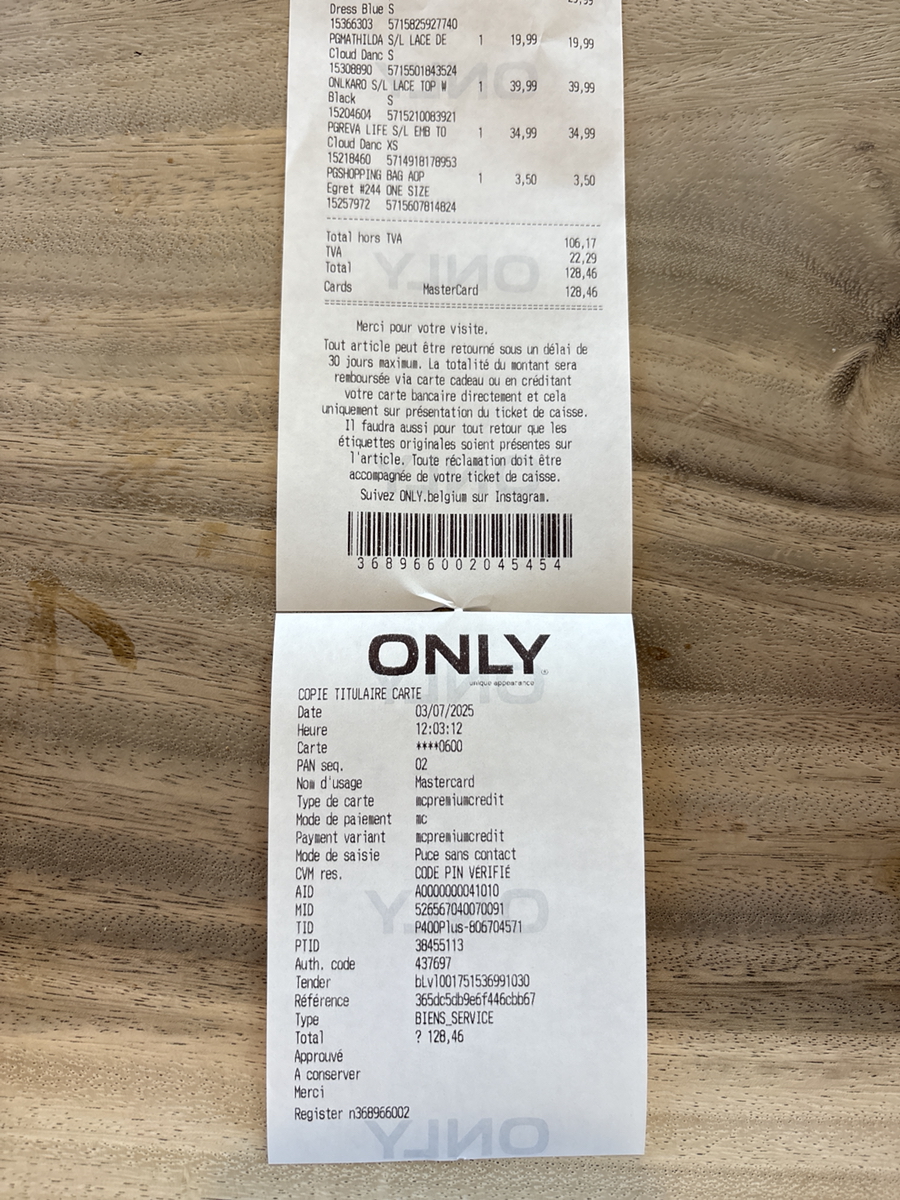 Dress Blue S
15366303 5715825927740
PGMATHILDA S/L LACE DE 1 19,99 19,99
Cloud Danc S
15308890 5715501843524
ONLKARO S/L LACE TOP W 1 39,99 39,99
Black S
15204604 5715210083921
PGREVA LIFE S/L EMB TO 1 34,99 34,99
Cloud Danc XS
15218460 5714918178953
PGSHOPPING BAG AOP 1 3,50 3,50
Egret #244 ONE SIZE
15257972 5715607814824
Total hors TVA 106,17
TVA 22,29
Total 128,46
Cards MasterCard 128,46
Merci pour votre visite.
Tout article peut être retourné sous un délai de
30 jours maximum. La totalité du montant sera
remboursée via carte cadeau ou en créditant
votre carte bancaire directement et cela
uniquement sur présentation du ticket de caisse.
Il faudra aussi pour tout retour que les
étiquettes originales soient présentes sur
l'article. Toute réclamation doit être
accompagnée de votre ticket de caisse.
Suivez ONLY.belgium sur Instagram.
368966002045454
ONLY
unique appearance
COPIE TITULAIRE CARTE
Date 03/07/2025
Heure 12:03:12
Carte ****0600
PAN seq. 02
Nom d'usage Mastercard
Type de carte mcpremiumcredit
Mode de paiement mc
Payment variant mcpremiumcredit
Mode de saisie Puce sans contact
CVM res. CODE PIN VÉRIFIÉ
AID A0000000041010
MID 526567040070091
TID P400Plus-806704571
PTID 38455113
Auth. code 437697
Tender bLvl001751536991030
Référence 365dc5db9e6f446cbb67
Type BIENS_SERVICE
Total ? 128,46
Approuvé
A conserver
Merci
Register n368966002